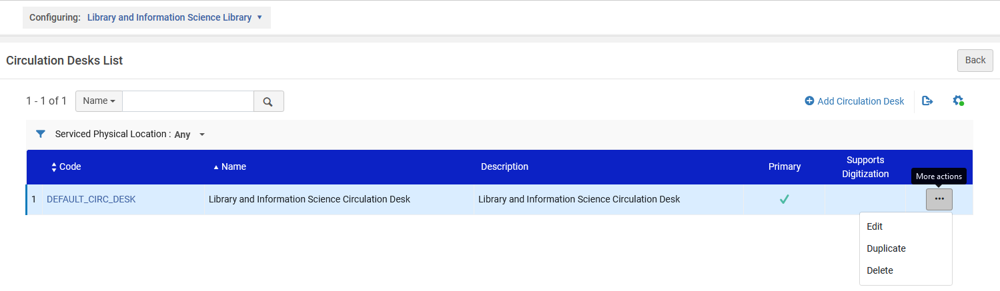 Configuring: Library and Information Science Library
Circulation Desks List
Back
1 - 1 of 1 Name Add Circulation Desk
Serviced Physical Location : Any
Code Name Description Primary Supports Digitization
More actions
1 DEFAULT_CIRC_DESK Library and Information Science Circulation Desk Library and Information Science Circulation Desk
Edit
Duplicate
Delete